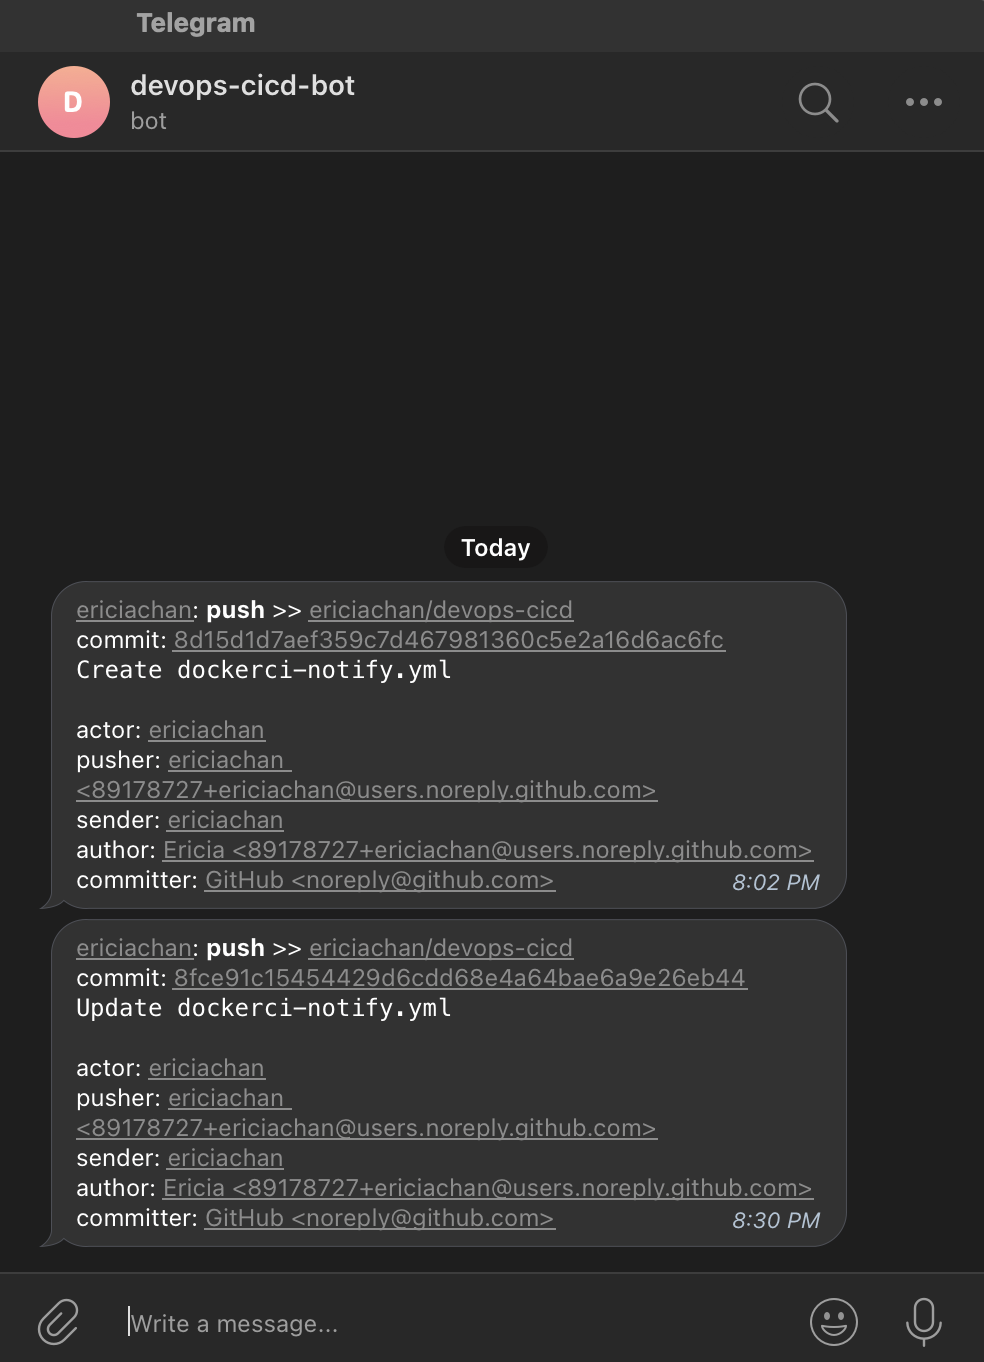 Telegram
D
devops-cicd-bot
bot
Today
ericiachan: push >> ericiachan/devops-cicd
commit: 8d15d1d7aef359c7d467981360c5e2a16d6ac6fc
Create dockerci-notify.yml
actor: ericiachan
pusher: ericiachan
<89178727+ericiachan@users.noreply.github.com>
sender: ericiachan
author: Ericia <89178727+ericiachan@users.noreply.github.com>
committer: GitHub <noreply@github.com>
8:02 PM
ericiachan: push >> ericiachan/devops-cicd
commit: 8fce91c15454429d6cdd68e4a64bae6a9e26eb44
Update dockerci-notify.yml
actor: ericiachan
pusher: ericiachan
<89178727+ericiachan@users.noreply.github.com>
sender: ericiachan
author: Ericia <89178727+ericiachan@users.noreply.github.com>
committer: GitHub <noreply@github.com>
8:30 PM
Write a message...